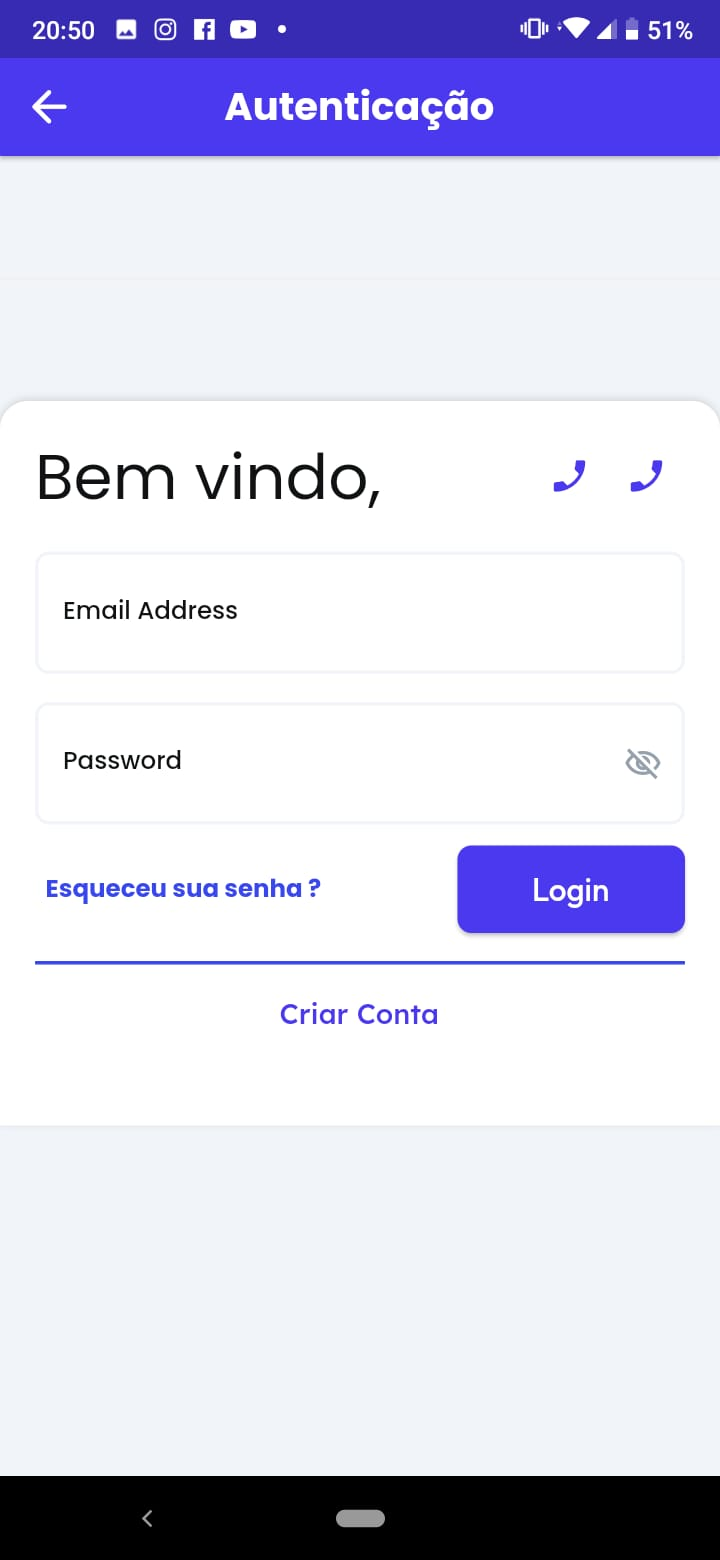 20:50 51%
Autenticação
Bem vindo,
Email Address
Password
Esqueceu sua senha ? Login
Criar Conta